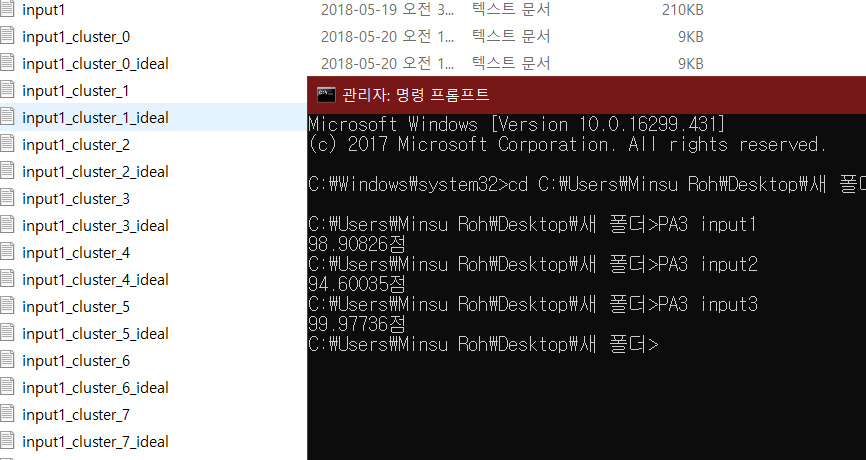 input1 2018-05-19 오전 3... 텍스트 문서 210KB
input1_cluster_0 2018-05-20 오전 1... 텍스트 문서 9KB
input1_cluster_0_ideal 2018-05-20 오전 1... 텍스트 문서 9KB
input1_cluster_1
input1_cluster_1_ideal
input1_cluster_2
input1_cluster_2_ideal
input1_cluster_3
input1_cluster_3_ideal
input1_cluster_4
input1_cluster_4_ideal
input1_cluster_5
input1_cluster_5_ideal
input1_cluster_6
input1_cluster_6_ideal
input1_cluster_7
input1_cluster_7_ideal
관리자: 명령 프롬프트
Microsoft Windows [Version 10.0.16299.431]
(c) 2017 Microsoft Corporation. All rights reserved.
C:₩Windows₩system32>cd C:₩Users₩Minsu Roh₩Desktop₩새 폴더
C:₩Users₩Minsu Roh₩Desktop₩새 폴더>PA3 input1
98.90826점
C:₩Users₩Minsu Roh₩Desktop₩새 폴더>PA3 input2
94.60035점
C:₩Users₩Minsu Roh₩Desktop₩새 폴더>PA3 input3
99.97736점
C:₩Users₩Minsu Roh₩Desktop₩새 폴더>